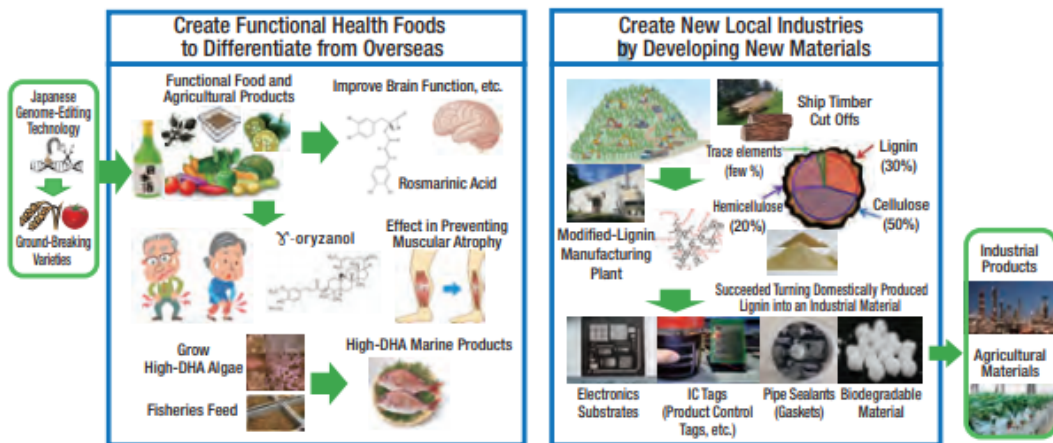 Create Functional Health Foods
to Differentiate from Overseas
Japanese
Genome-Editing
Technology
Ground-Breaking
Varieties
Functional Food and
Agricultural Products
Improve Brain Function, etc.
Rosmarinic Acid
ɣ-oryzanol
Effect in Preventing
Muscular Atrophy
Grow
High-DHA Algae
Fisheries Feed
High-DHA Marine Products
Create New Local Industries
by Developing New Materials
Ship Timber
Cut Offs
Trace elements
(few %)
Lignin
(30%)
Hemicellulose
(20%)
Cellulose
(50%)
Modified-Lignin
Manufacturing
Plant
Succeeded Turning Domestically Produced
Lignin into an Industrial Material
Electronics
Substrates
IC Tags
(Product Control
Tags, etc.)
Pipe Sealants
(Gaskets)
Biodegradable
Material
Industrial
Products
Agricultural
Materials